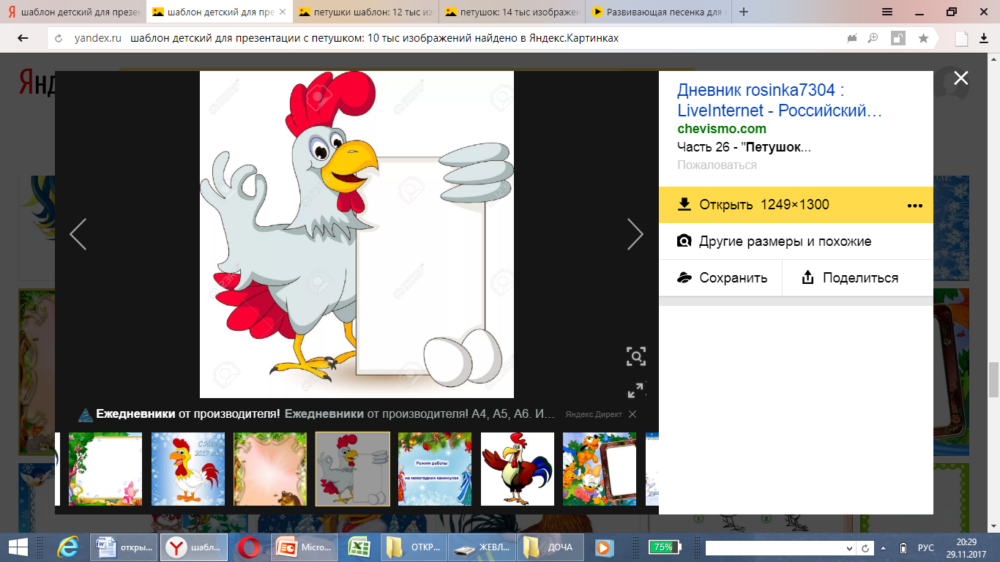 шаблон детский для презен
шаблон детский для пре
петушки шаблон: 12 тыс из
петушок: 14 тыс изображен
Развивающая песенка для
yandex.ru шаблон детский для презентации с петушком: 10 тыс изображений найдено в Яндекс.Картинках
Янд
Дневник rosinka7304 :
LiveInternet - Российский…
chevismo.com
Часть 26 - "Петушок...
Пожаловаться
Открыть 1249×1300
Другие размеры и похожие
Сохранить
Поделиться
Ежедневники от производителя! Ежедневники от производителя! А4, А5, А6. И...
Яндекс.Директ
Режим работы
на новогодних каникулах
откры...
шабл...
Micro...
ОТКР...
ЖЕВЛ...
ДОЧА
75%
РУС
20:29
29.11.2017